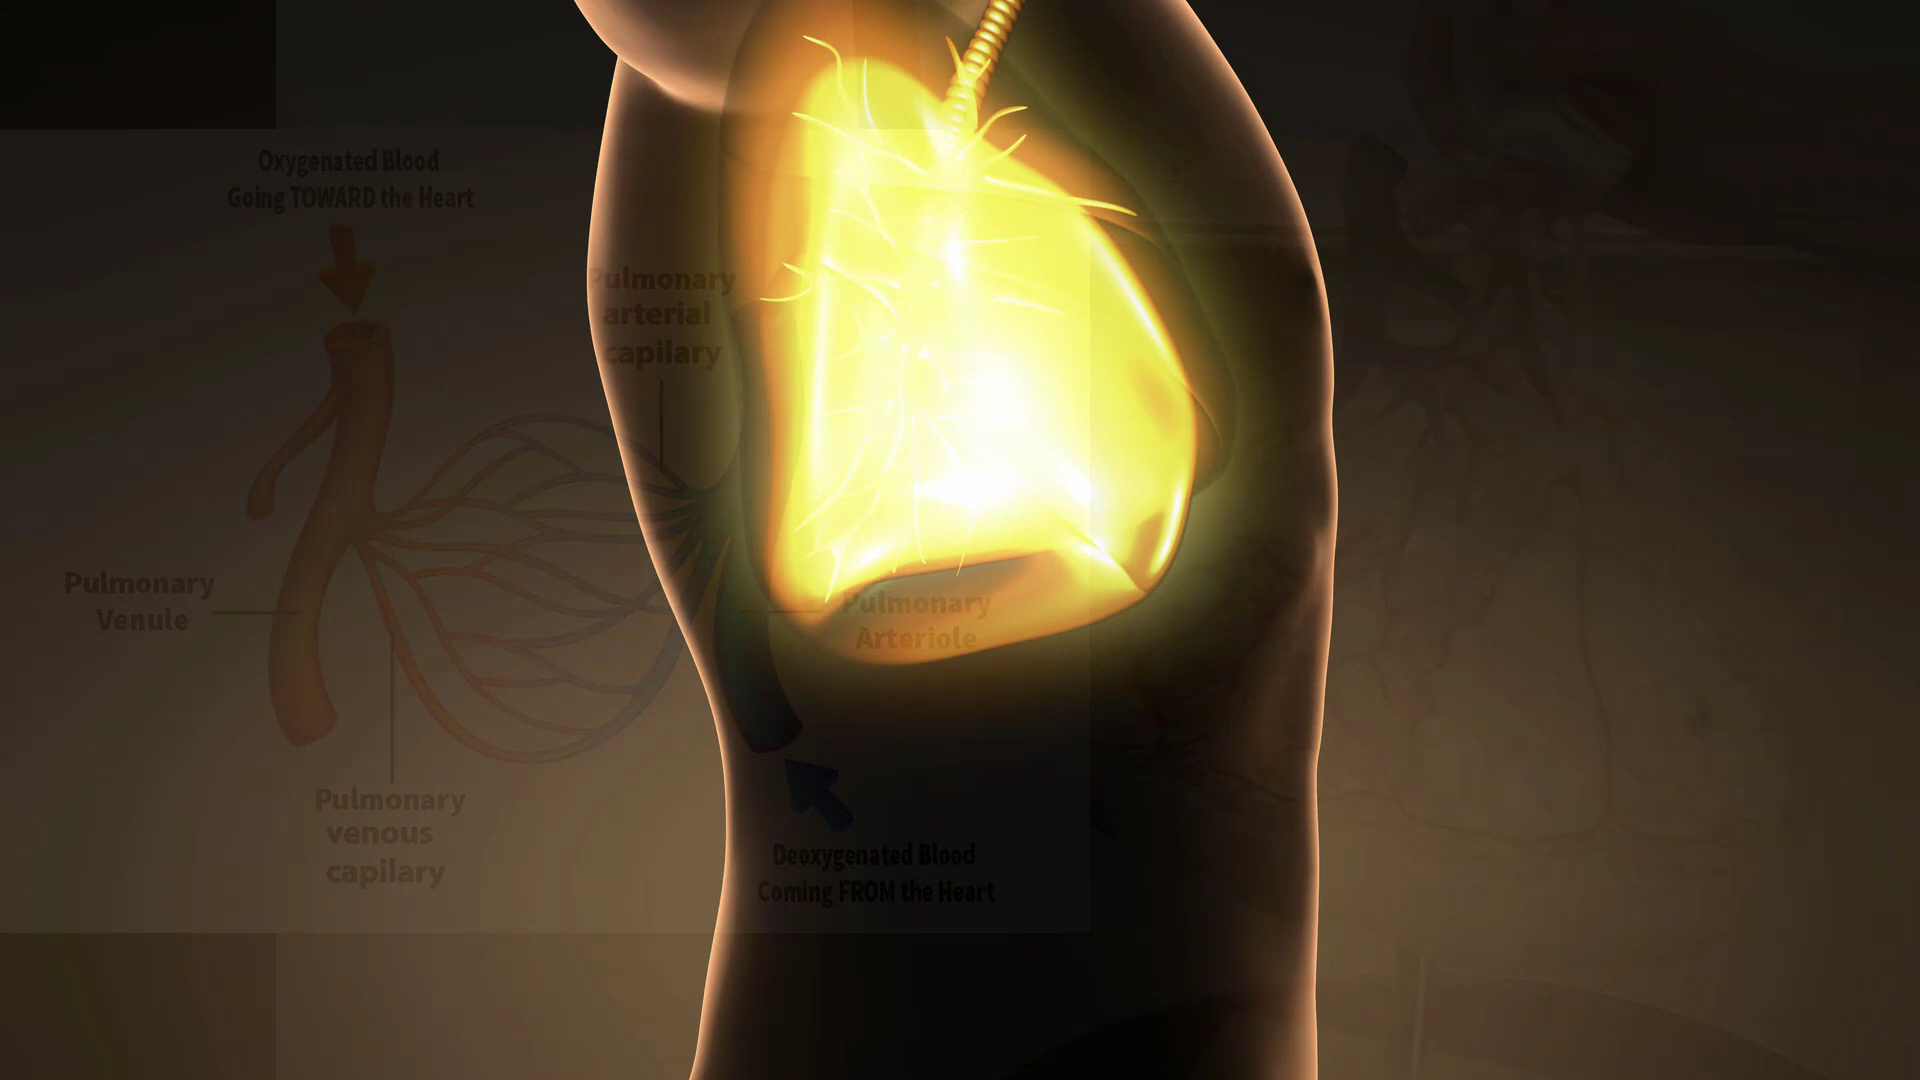 Oxygenated Blood
Going TOWARD the Heart
Pulmonary
arterial
capilary
Pulmonary
Venule
Pulmonary
Arteriole
Pulmonary
venous
capilary
Deoxygenated Blood
Coming FROM the Heart